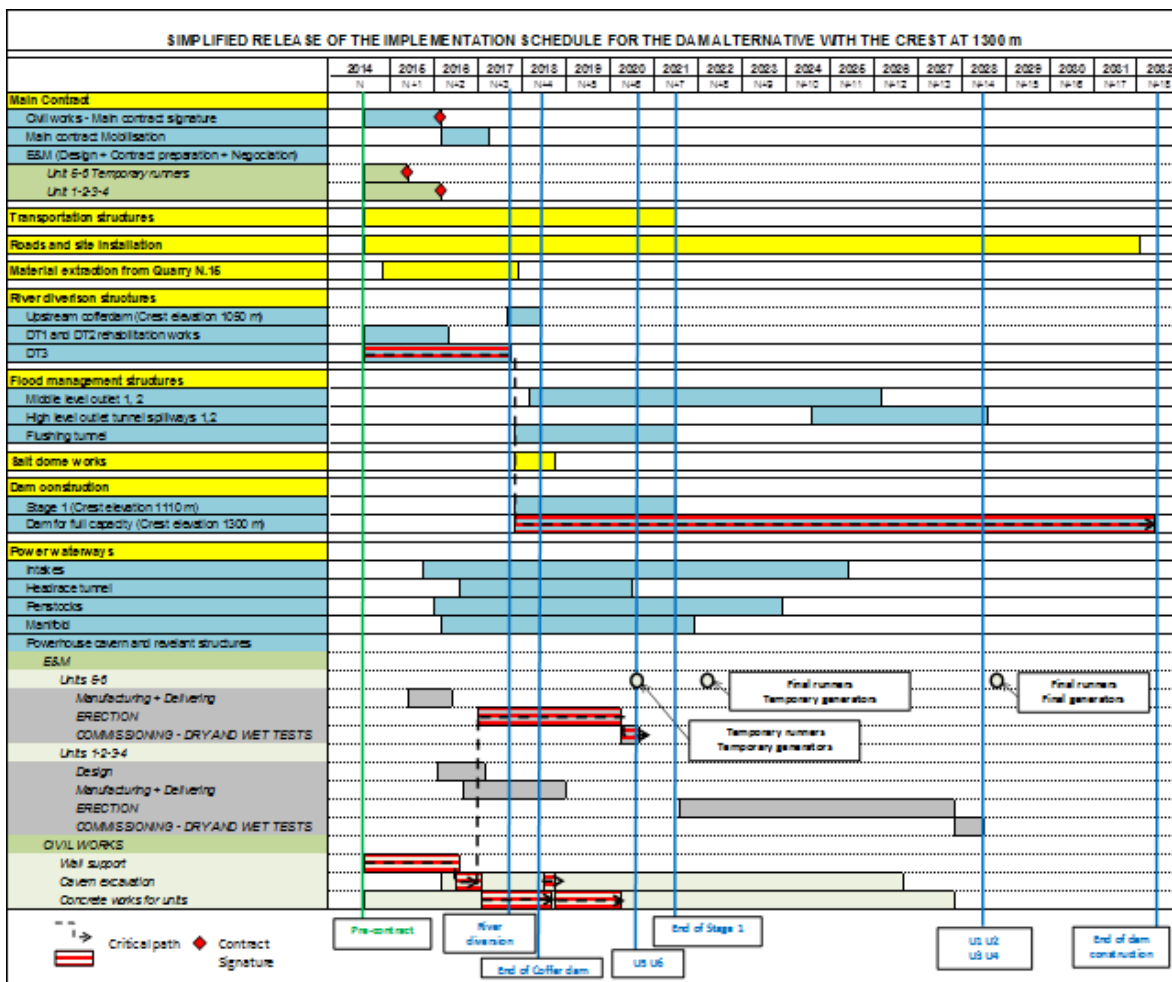 SIMPLIFIED RELEASE OF THE IMPLEMENTATION SCHEDULE FOR THE DAM ALTERNATIVE WITH THE CREST AT 1300 m
2014 2015 2016 2017 2018 2019 2020 2021 2022 2023 2024 2025 2026 2027 2028 2029 2030 2031 2032
N N+1 N+2 N+3 N+4 N+5 N+6 N+7 N+8 N+9 N+10 N+11 N+12 N+13 N+14 N+15 N+16 N+17 N+18
Main Contract
Civil works - Main contract signature
Main contract Mobilisation
E&M (Design + Contract preparation + Negociation)
Unit 5-6 Temporary runners
Unit 1-2-3-4
Transportation structures
Roads and site installation
Material extraction from Quarry N.15
River diverison structures
Upstream cofferdam (Crest elevation 1050 m)
DT1 and DT2 rehabilitation works
DT3
Flood management structures
Middle level outlet 1, 2
High level outlet tunnel spillways 1,2
Flushing tunnel
Salt dome works
Dam construction
Stage 1 (Crest elevation 1110 m)
Dam for full capacity (Crest elevation 1300 m)
Power waterways
Intakes
Headrace tunnel
Penstocks
Manifold
Powerhouse cavern and revelant structures
E&M
Units 5-6
Final runners
Temporary generators
Final runners
Final generators
Manufacturing + Delivering
ERECTION
COMMISSIONING - DRY AND WET TESTS
Temporary runners
Temporary generators
Units 1-2-3-4
Design
Manufacturing + Delivering
ERECTION
COMMISSIONING - DRY AND WET TESTS
CIVIL WORKS
Wall support
Cavern excavation
Concrete works for units
Critical path
Contract
Signature
Pre-contract
River
diversion
End of Coffer dam
U5 U6
End of Stage 1
U1 U2
U3 U4
End of dam
construction